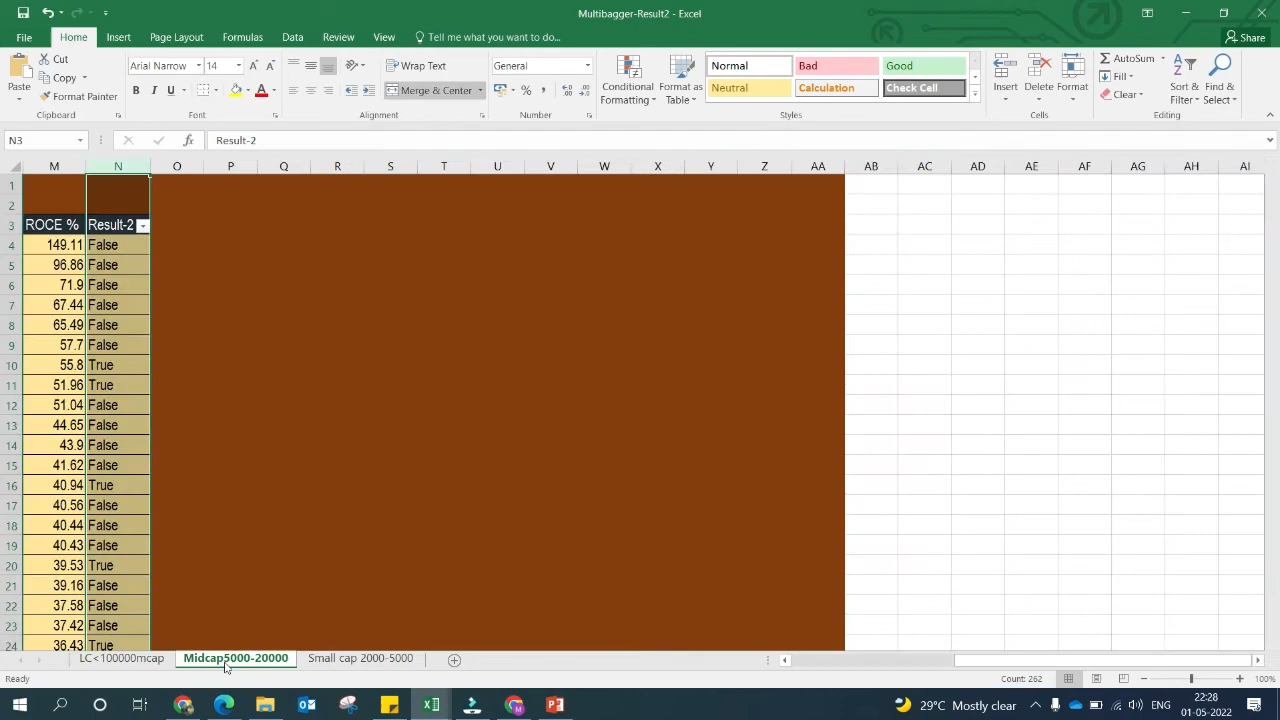 Multibagger-Result2 - Excel
File Home Insert Page Layout Formulas Data Review View Tell me what you want to do... Share
Paste Cut Copy Format Painter Clipboard
Arial Narrow 14 B I U A Font
Wrap Text Merge & Center Alignment
General % , Number
Conditional Formatting Format as Table
Normal Bad Good
Neutral Calculation Check Cell
Styles
Insert Delete Format Cells
AutoSum Fill Clear Sort & Filter Find & Select Editing
N3 fx Result-2
M N O P Q R S T U V W X Y Z AA AB AC AD AE AF AG AH AI
1
2
3 ROCE % Result-2
4 149.11 False
5 96.86 False
6 71.9 False
7 67.44 False
8 65.49 False
9 57.7 False
10 55.8 True
11 51.96 True
12 51.04 False
13 44.65 False
14 43.9 False
15 41.62 False
16 40.94 True
17 40.56 False
18 40.44 False
19 40.43 False
20 39.53 True
21 39.16 False
22 37.58 False
23 37.42 False
24 36.43 True
LC<100000mcap Midcap5000-20000 Small cap 2000-5000
Ready Count: 262 100%
29°C Mostly clear 22:28
01-05-2022